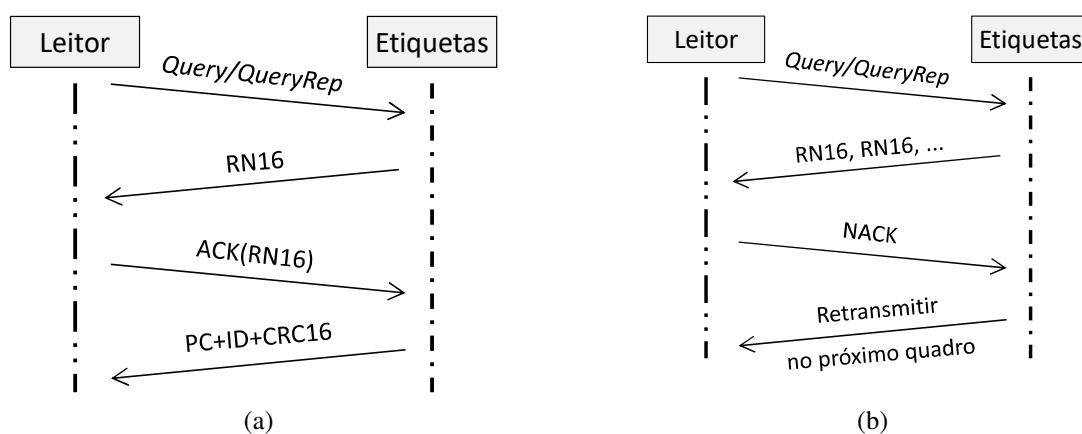 Leitor
Etiquetas
Query/QueryRep
RN16
ACK(RN16)
PC+ID+CRC16
(a)
Leitor
Etiquetas
Query/QueryRep
RN16, RN16, ...
NACK
Retransmitir
no próximo quadro
(b)